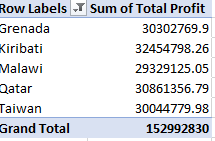 Row Labels Sum of Total Profit
Grenada 30302769.9
Kiribati 32454798.26
Malawi 29329125.05
Qatar 30861356.79
Taiwan 30044779.98
Grand Total 152992830